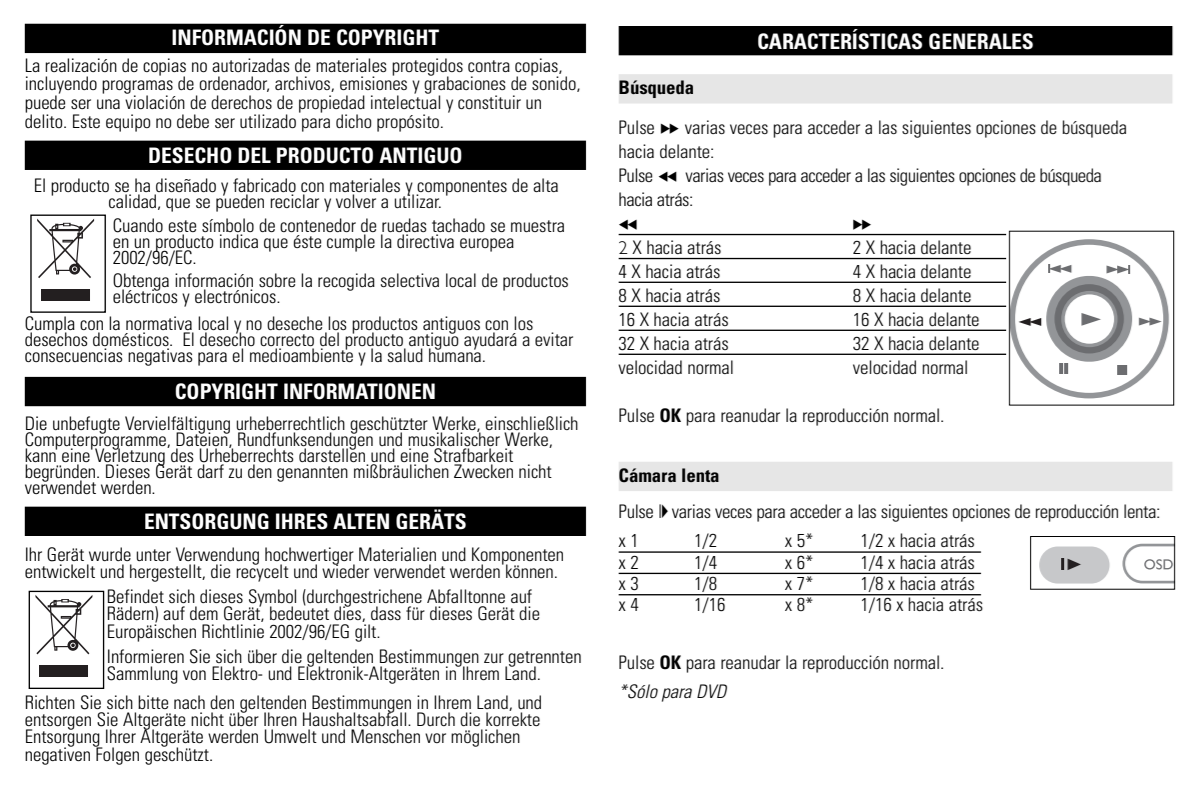 INFORMACIÓN DE COPYRIGHT
La realización de copias no autorizadas de materiales protegidos contra copias,
incluyendo programas de ordenador, archivos, emisiones y grabaciones de sonido,
puede ser una violación de derechos de propiedad intelectual y constituir un
delito. Este equipo no debe ser utilizado para dicho propósito.
DESECHO DEL PRODUCTO ANTIGUO
El producto se ha diseñado y fabricado con materiales y componentes de alta
calidad, que se pueden reciclar y volver a utilizar.
Cuando este símbolo de contenedor de ruedas tachado se muestra
en un producto indica que éste cumple la directiva europea
2002/96/EC.
Obtenga información sobre la recogida selectiva local de productos
eléctricos y electrónicos.
Cumpla con la normativa local y no deseche los productos antiguos con los
desechos domésticos. El desecho correcto del producto antiguo ayudará a evitar
consecuencias negativas para el medioambiente y la salud humana.
COPYRIGHT INFORMATIONEN
Die unbefugte Vervielfältigung urheberrechtlich geschützter Werke, einschließlich
Computerprogramme, Dateien, Rundfunksendungen und musikalischer Werke,
kann eine Verletzung des Urheberrechts darstellen und eine Strafbarkeit
begründen. Dieses Gerät darf zu den genannten mißbräulichen Zwecken nicht
verwendet werden.
ENTSORGUNG IHRES ALTEN GERÄTS
Ihr Gerät wurde unter Verwendung hochwertiger Materialien und Komponenten
entwickelt und hergestellt, die recycelt und wieder verwendet werden können.
Befindet sich dieses Symbol (durchgestrichene Abfalltonne auf
Rädern) auf dem Gerät, bedeutet dies, dass für dieses Gerät die
Europäischen Richtlinie 2002/96/EG gilt.
Informieren Sie sich über die geltenden Bestimmungen zur getrennten
Sammlung von Elektro- und Elektronik-Altgeräten in Ihrem Land.
Richten Sie sich bitte nach den geltenden Bestimmungen in Ihrem Land, und
entsorgen Sie Altgeräte nicht über Ihren Haushaltsabfall. Durch die korrekte
Entsorgung Ihrer Altgeräte werden Umwelt und Menschen vor möglichen
negativen Folgen geschützt.
CARACTERÍSTICAS GENERALES
Búsqueda
Pulse ►► varias veces para acceder a las siguientes opciones de búsqueda
hacia delante:
Pulse ◄◄ varias veces para acceder a las siguientes opciones de búsqueda
hacia atrás:
◄◄ ►►
2 X hacia atrás 2 X hacia delante
4 X hacia atrás 4 X hacia delante
8 X hacia atrás 8 X hacia delante
16 X hacia atrás 16 X hacia delante
32 X hacia atrás 32 X hacia delante
velocidad normal velocidad normal
Pulse OK para reanudar la reproducción normal.
Cámara lenta
Pulse I► varias veces para acceder a las siguientes opciones de reproducción lenta:
x 1 1/2 x 5* 1/2 x hacia atrás
x 2 1/4 x 6* 1/4 x hacia atrás
x 3 1/8 x 7* 1/8 x hacia atrás
x 4 1/16 x 8* 1/16 x hacia atrás
OSD
Pulse OK para reanudar la reproducción normal.
*Sólo para DVD